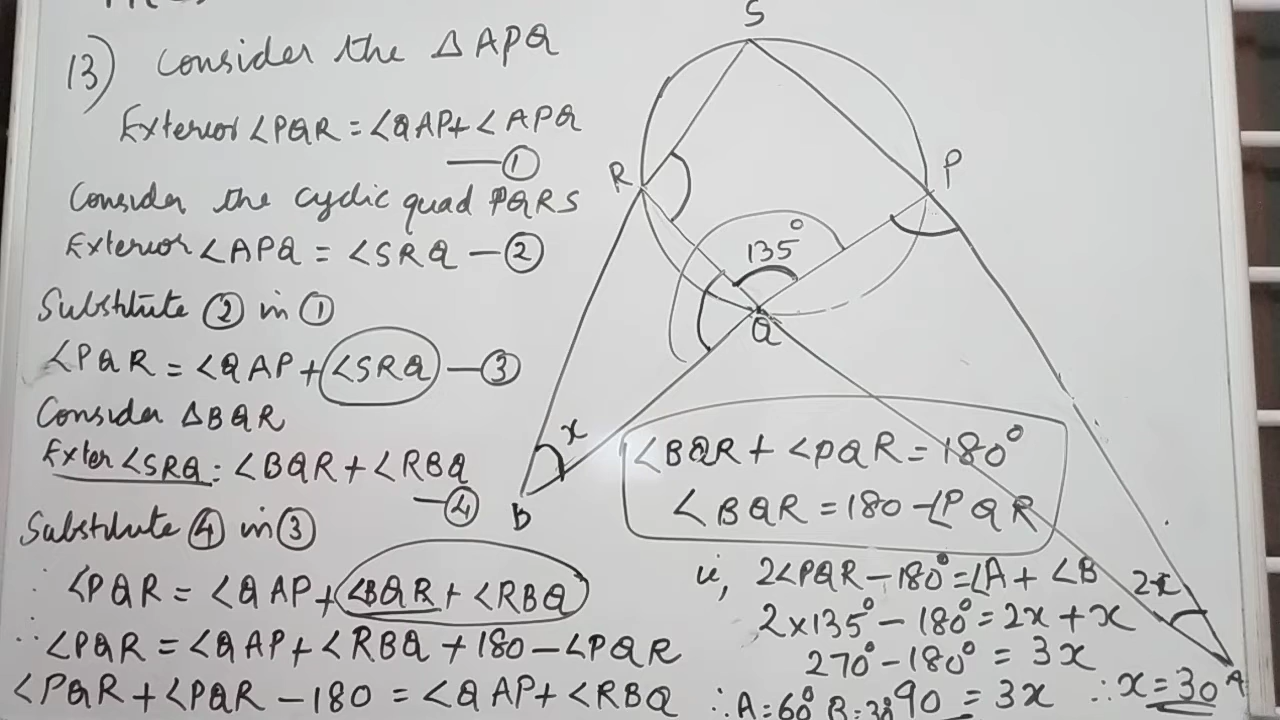 13) Consider the △APQ
Exterior ∠PQR = ∠QAP + ∠APQ
—①
Consider the cyclic quad PQRS
Exterior ∠APQ = ∠SRQ —②
Substitute ② in ①
∠PQR = ∠QAP + ∠SRQ —③
Consider △BQR
Exter ∠SRQ = ∠BQR + ∠RBQ
—④
Substitute ④ in ③
∴ ∠PQR = ∠QAP + ∠BQR + ∠RBQ
∴ ∠PQR = ∠QAP + ∠RBQ + 180 − ∠PQR
∠PQR + ∠PQR − 180 = ∠QAP + ∠RBQ
S
R
P
135°
Q
x
B
∠BQR + ∠PQR = 180°
∠BQR = 180 − ∠PQR
ie, 2∠PQR − 180° = ∠A + ∠B
2x
2×135° − 180° = 2x + x
270° − 180° = 3x
90 = 3x ∴ x = 30
A
∴ A = 60° B = 30